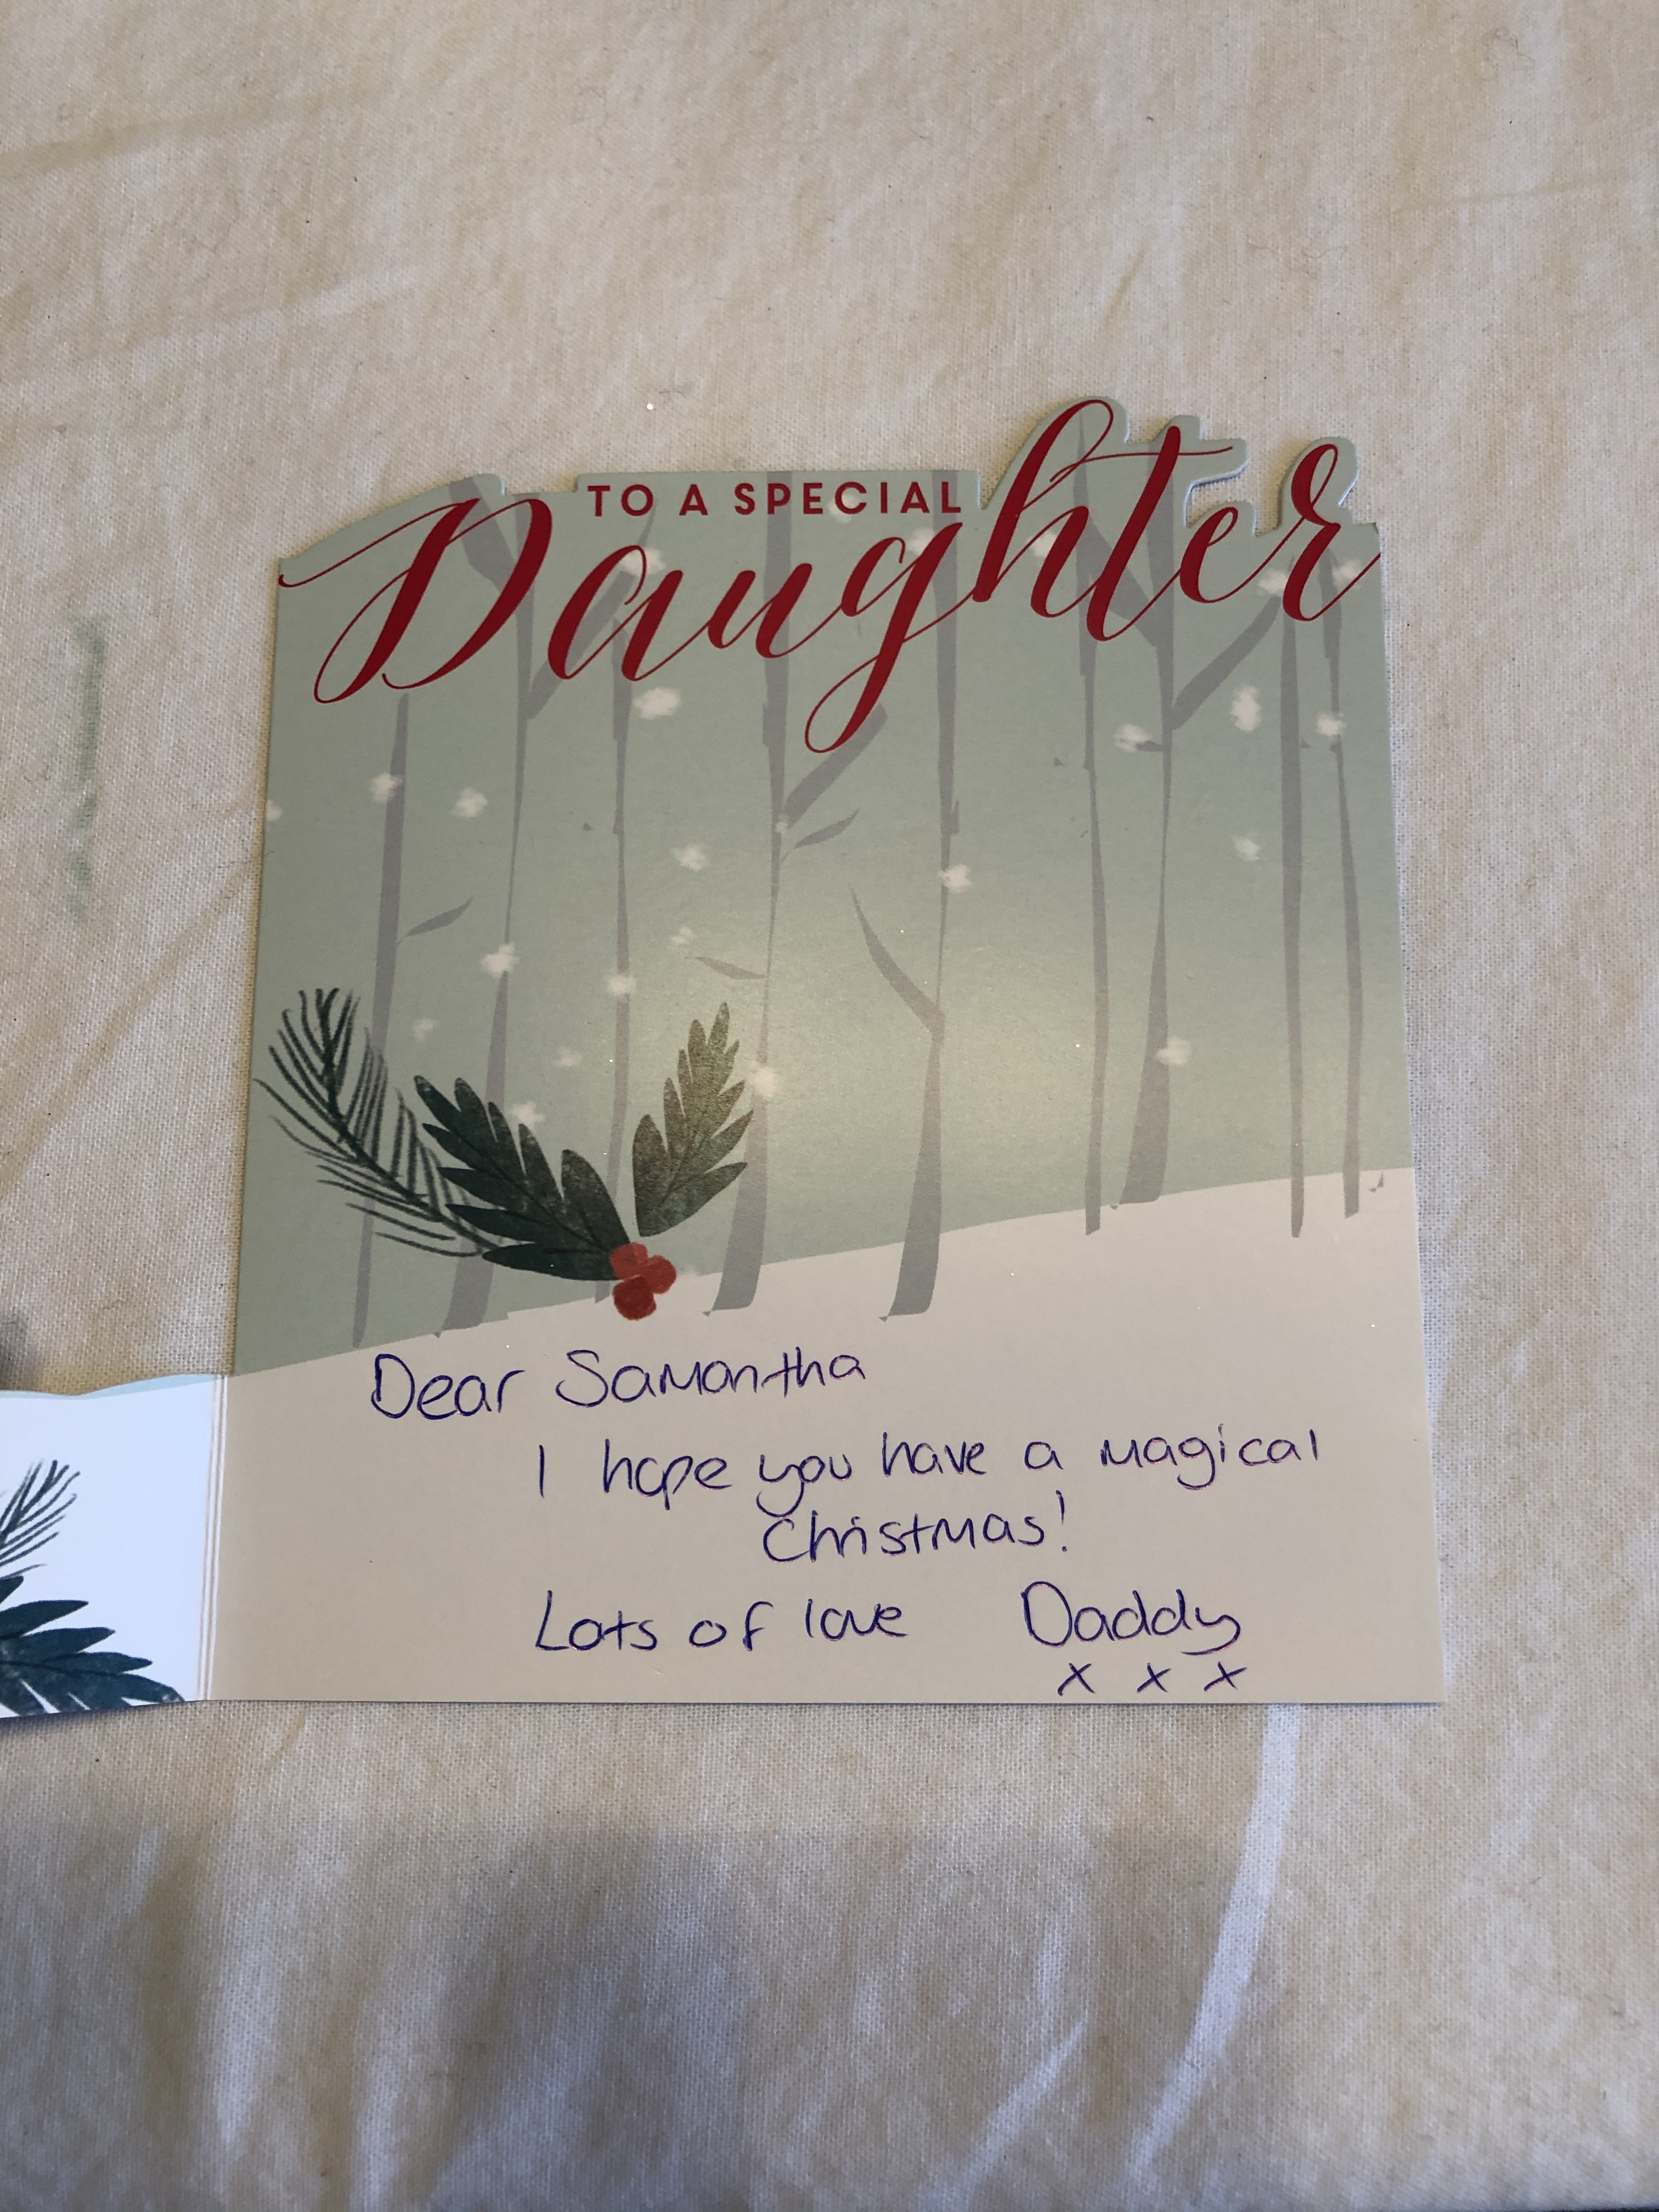 TO A SPECIAL
Daughter
Dear Samantha
I hope you have a magical
Christmas!
Lots of love Daddy
x x x